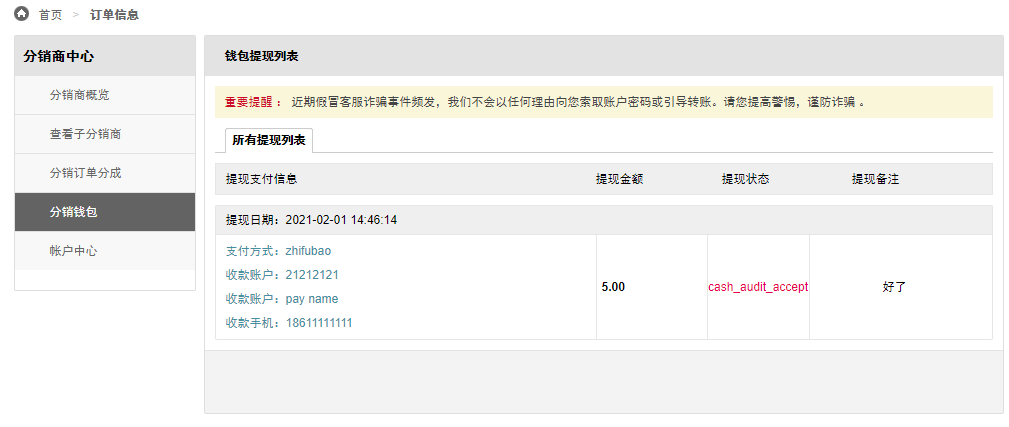 首页 > 订单信息
分销商中心
分销商概览
查看子分销商
分销订单分成
分销钱包
帐户中心
钱包提现列表
重要提醒： 近期假冒客服诈骗事件频发，我们不会以任何理由向您索取账户密码或引导转账。请您提高警惕，谨防诈骗 。
所有提现列表
提现支付信息 提现金额 提现状态 提现备注
提现日期：2021-02-01 14:46:14
支付方式：zhifubao
收款账户：21212121
收款账户：pay name
收款手机：18611111111
5.00
cash_audit_accept
好了